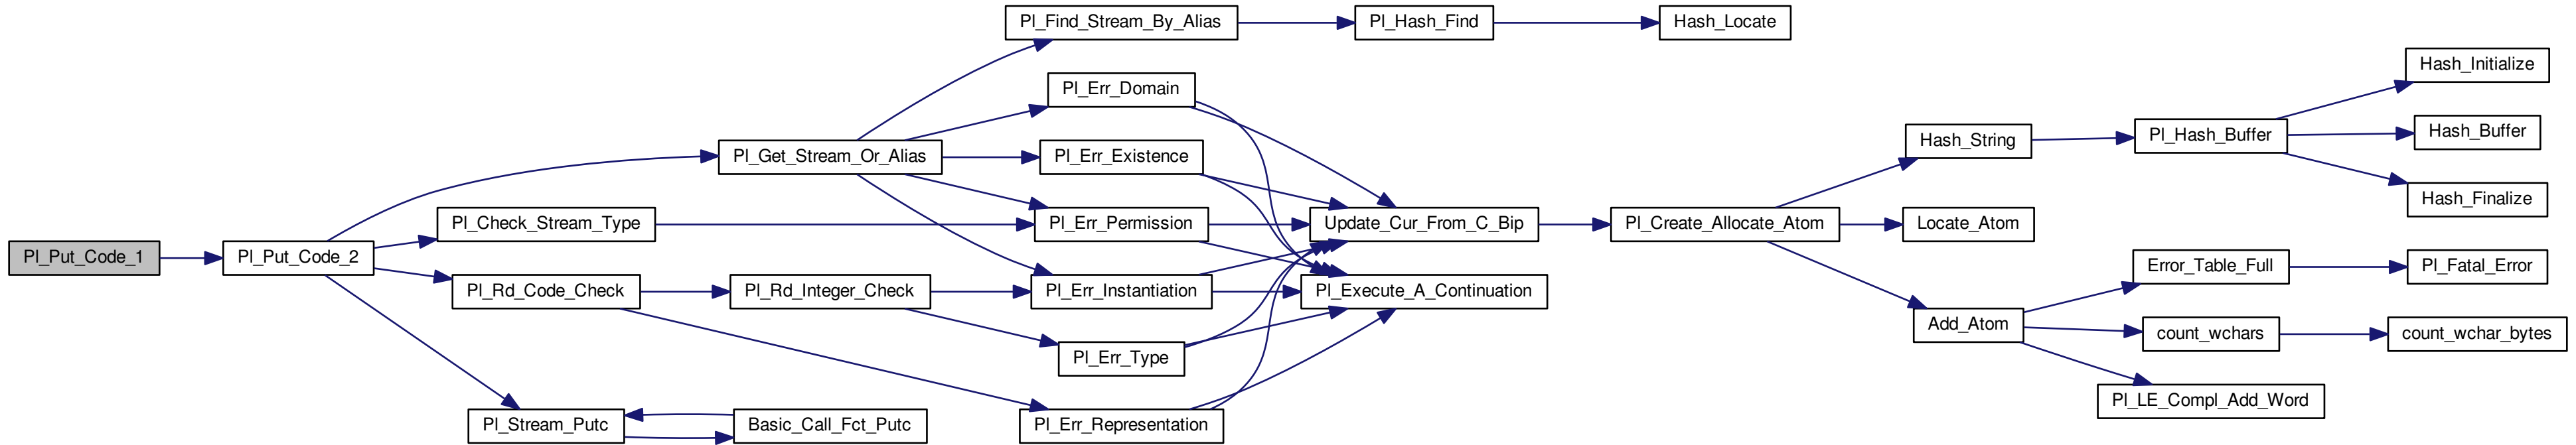 Pl_Put_Code_1
Pl_Put_Code_2
Pl_Get_Stream_Or_Alias
Pl_Check_Stream_Type
Pl_Rd_Code_Check
Pl_Stream_Putc
Pl_Rd_Integer_Check
Basic_Call_Fct_Putc
Pl_Find_Stream_By_Alias
Pl_Err_Domain
Pl_Err_Existence
Pl_Err_Permission
Pl_Err_Instantiation
Pl_Err_Type
Pl_Err_Representation
Pl_Hash_Find
Update_Cur_From_C_Bip
Pl_Execute_A_Continuation
Hash_Locate
Pl_Create_Allocate_Atom
Hash_String
Locate_Atom
Add_Atom
Pl_Hash_Buffer
Error_Table_Full
count_wchars
Pl_LE_Compl_Add_Word
Hash_Initialize
Hash_Buffer
Hash_Finalize
Pl_Fatal_Error
count_wchar_bytes